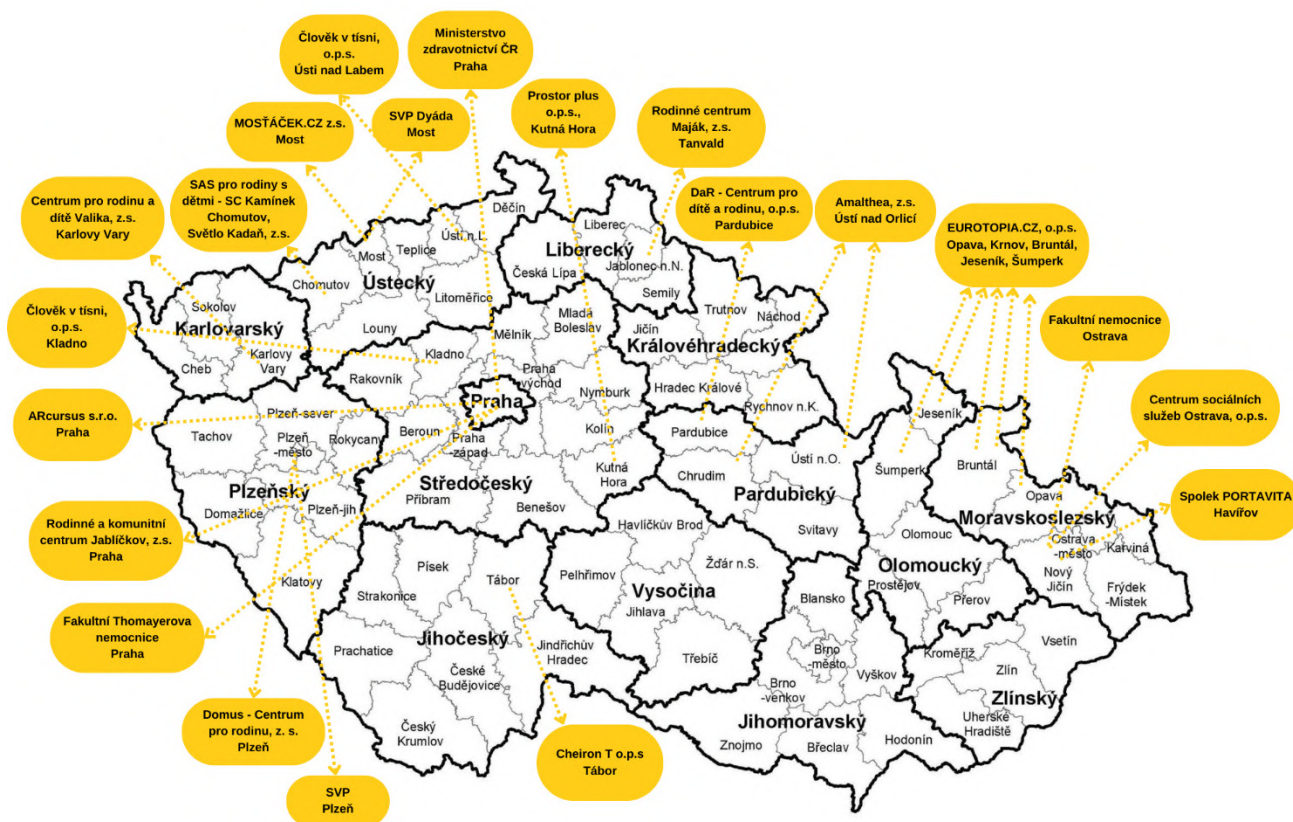 Člověk v tísni,
o.p.s.
Ústi nad Labem
Ministerstvo
zdravotnictví ČR
Praha
MOSŤÁČEK.CZ z.s.
Most
SVP Dyáda
Most
Prostor plus
o.p.s.,
Kutná Hora
Rodinné centrum
Maják, z.s.
Tanvald
Centrum pro rodinu a
dítě Valika, z.s.
Karlovy Vary
SAS pro rodiny s
dětmi - SC Kamínek
Chomutov,
Světlo Kadaň, z.s.
DaR - Centrum pro
dítě a rodinu, o.p.s.
Pardubice
Amalthea, z.s.
Ústí nad Orlicí
EUROTOPIA.CZ, o.p.s.
Opava, Krnov, Bruntál,
Jeseník, Šumperk
Člověk v tísni,
o.p.s.
Kladno
Fakultní nemocnice
Ostrava
ARcursus s.r.o.
Praha
Centrum sociálních
služeb Ostrava, o.p.s.
Rodinné a komunitní
centrum Jablíčkov, z.s.
Praha
Spolek PORTAVITA
Havířov
Fakultní Thomayerova
nemocnice
Praha
Domus - Centrum
pro rodinu, z. s.
Plzeň
SVP
Plzeň
Cheiron T o.p.s
Tábor
Děčín
Ústí n.L.
Teplice
Most
Chomutov
Ústecký
Litoměřice
Louny
Liberec
Liberecký
Česká Lípa
Jablonec n.N.
Semily
Sokolov
Karlovarský
Cheb
Karlovy
Vary
Trutnov
Náchod
Jičín
Královéhradecký
Hradec Králové
Rychnov n.K.
Mělník
Mladá
Boleslav
Kladno
Rakovník
Praha
-východ
Nymburk
Praha
Beroun
Praha
-západ
Kolín
Kutná
Hora
Středočeský
Příbram
Benešov
Plzeň-sever
Tachov
Plzeň
-město
Rokycany
Plzeňský
Domažlice
Plzeň-jih
Klatovy
Pardubice
Chrudim
Ústí n.O.
Pardubický
Svitavy
Jeseník
Šumperk
Olomouc
Olomoucký
Prostějov
Přerov
Bruntál
Opava
Moravskoslezský
Ostrava
-město
Karviná
Nový
Jičín
Frýdek
-Místek
Havlíčkův Brod
Pelhřimov
Žďár n.S.
Vysočina
Jihlava
Třebíč
Písek
Tábor
Strakonice
Jihočeský
Prachatice
Jindřichův
Hradec
České
Budějovice
Český
Krumlov
Blansko
Brno
-město
Brno
-venkov
Vyškov
Jihomoravský
Znojmo
Břeclav
Hodonín
Vsetín
Kroměříž
Zlín
Zlínský
Uherské
Hradiště